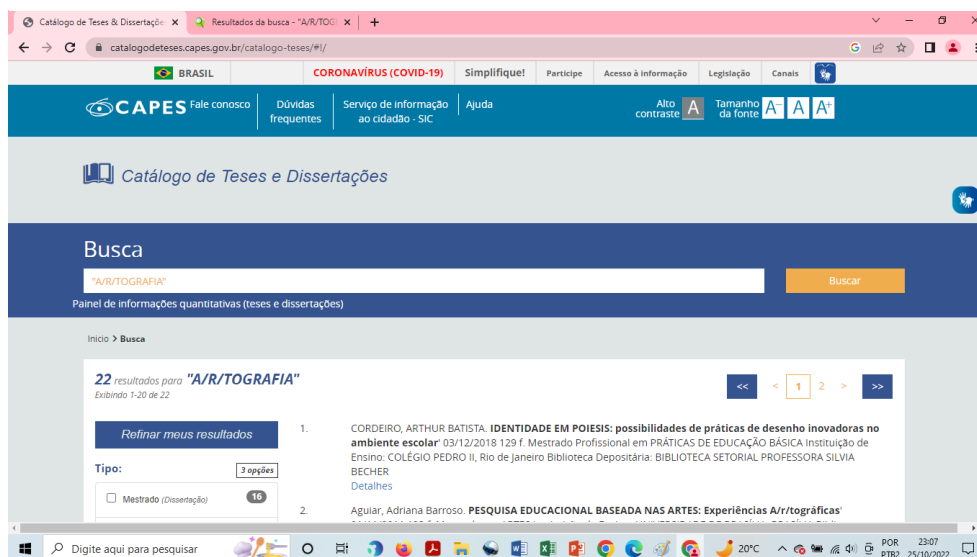 Catálogo de Teses & Dissertaçõe
Resultados da busca - "A/R/TOG
catalogodeteses.capes.gov.br/catalogo-teses/#!/
BRASIL CORONAVÍRUS (COVID-19) Simplifique! Participe Acesso à informação Legislação Canais
CAPES Fale conosco Dúvidas frequentes Serviço de informação ao cidadão - SIC Ajuda Alto contraste A Tamanho da fonte A- A A+
Catálogo de Teses e Dissertações
Busca
"A/R/TOGRAFIA" Buscar
Painel de informações quantitativas (teses e dissertações)
Início > Busca
22 resultados para "A/R/TOGRAFIA"
Exibindo 1-20 de 22
<< < 1 2 > >>
Refinar meus resultados
Tipo: 3 opções
Mestrado (Dissertação) 16
1. CORDEIRO, ARTHUR BATISTA. IDENTIDADE EM POIESIS: possibilidades de práticas de desenho inovadoras no
ambiente escolar' 03/12/2018 129 f. Mestrado Profissional em PRÁTICAS DE EDUCAÇÃO BÁSICA Instituição de
Ensino: COLÉGIO PEDRO II, Rio de Janeiro Biblioteca Depositária: BIBLIOTECA SETORIAL PROFESSORA SILVIA
BECHER
Detalhes
2. Aguiar, Adriana Barroso. PESQUISA EDUCACIONAL BASEADA NAS ARTES: Experiências A/r/tográficas'
Digite aqui para pesquisar
20°C
POR
PTB2
23:07
25/10/2022